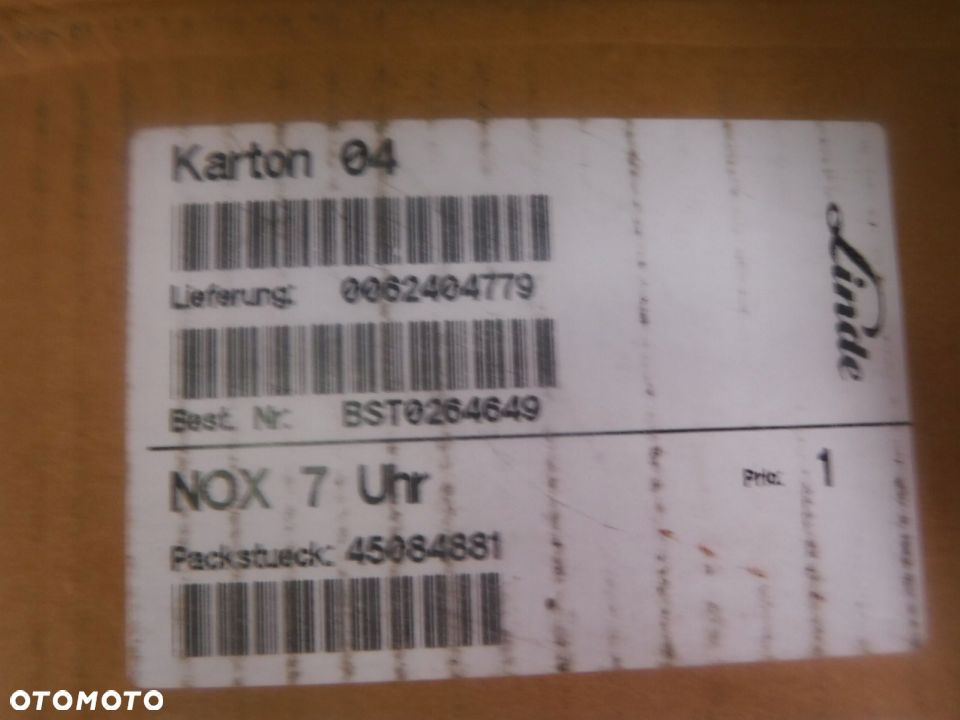 Karton 04
Lieferung: 0062404779
Best. Nr: BST0264649
Linde
NOX 7 Uhr
Prio: 1
Packstueck: 45084881
OTOMOTO